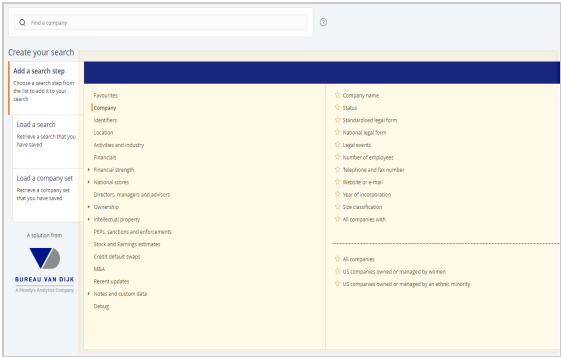 Find a company
Create your search
Add a search step
Choose a search step from
the list to add it to your
search
Load a search
Retrieve a search that you
have saved
Load a company set
Retrieve a company set
that you have saved
A solution from
BUREAU VAN DIJK
A Moody's Analytics Company
Favourites
Company
Identifiers
Location
Activities and industry
Financials
Financial strength
National scores
Directors, managers and advisors
Ownership
Intellectual property
PEPs, sanctions and enforcements
Stock and Earnings estimates
Credit default swaps
M&A
Recent updates
Notes and custom data
Debug
Company name
Status
Standardised legal form
National legal form
Legal events
Number of employees
Telephone and fax number
Website or e-mail
Year of incorporation
Size classification
All companies with
All companies
US companies owned or managed by women
US companies owned or managed by an ethnic minority